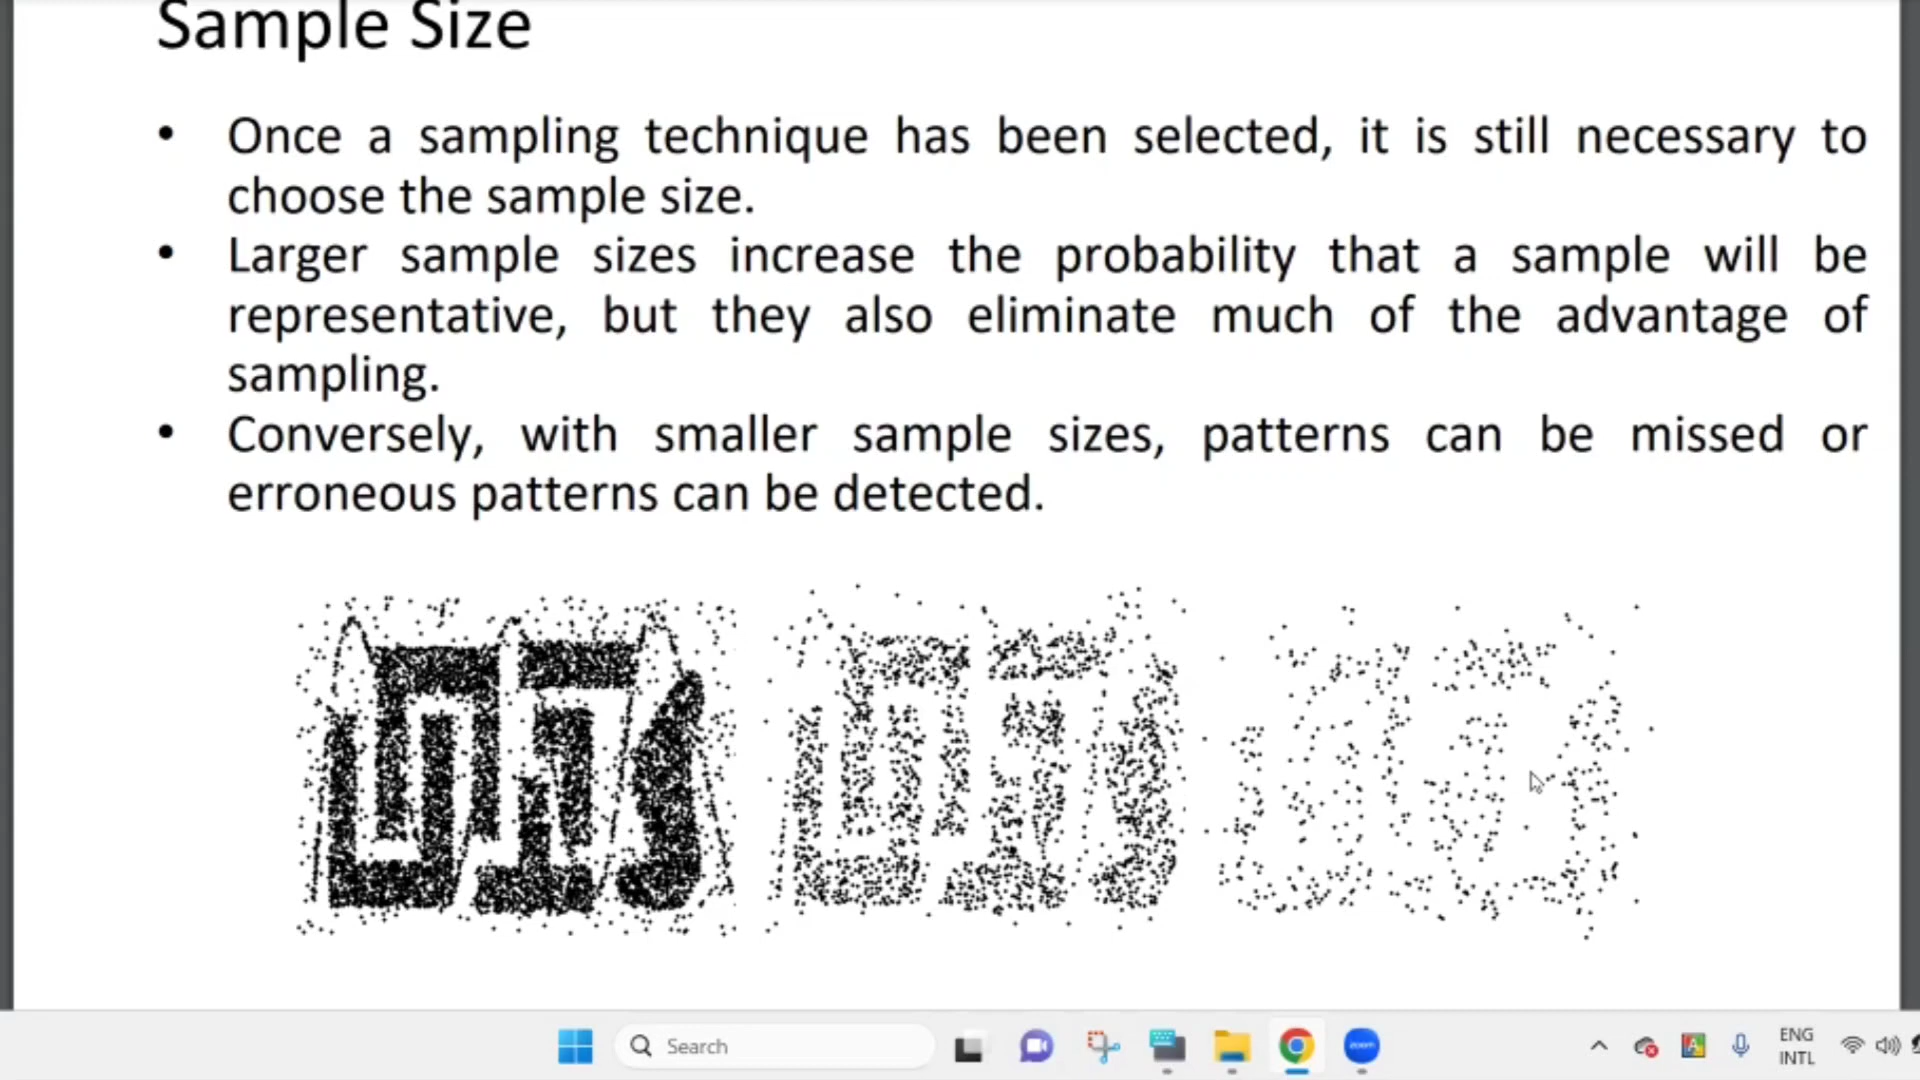 Sample Size
• Once a sampling technique has been selected, it is still necessary to
choose the sample size.
• Larger sample sizes increase the probability that a sample will be
representative, but they also eliminate much of the advantage of
sampling.
• Conversely, with smaller sample sizes, patterns can be missed or
erroneous patterns can be detected.
Search
zoom
ENG
INTL